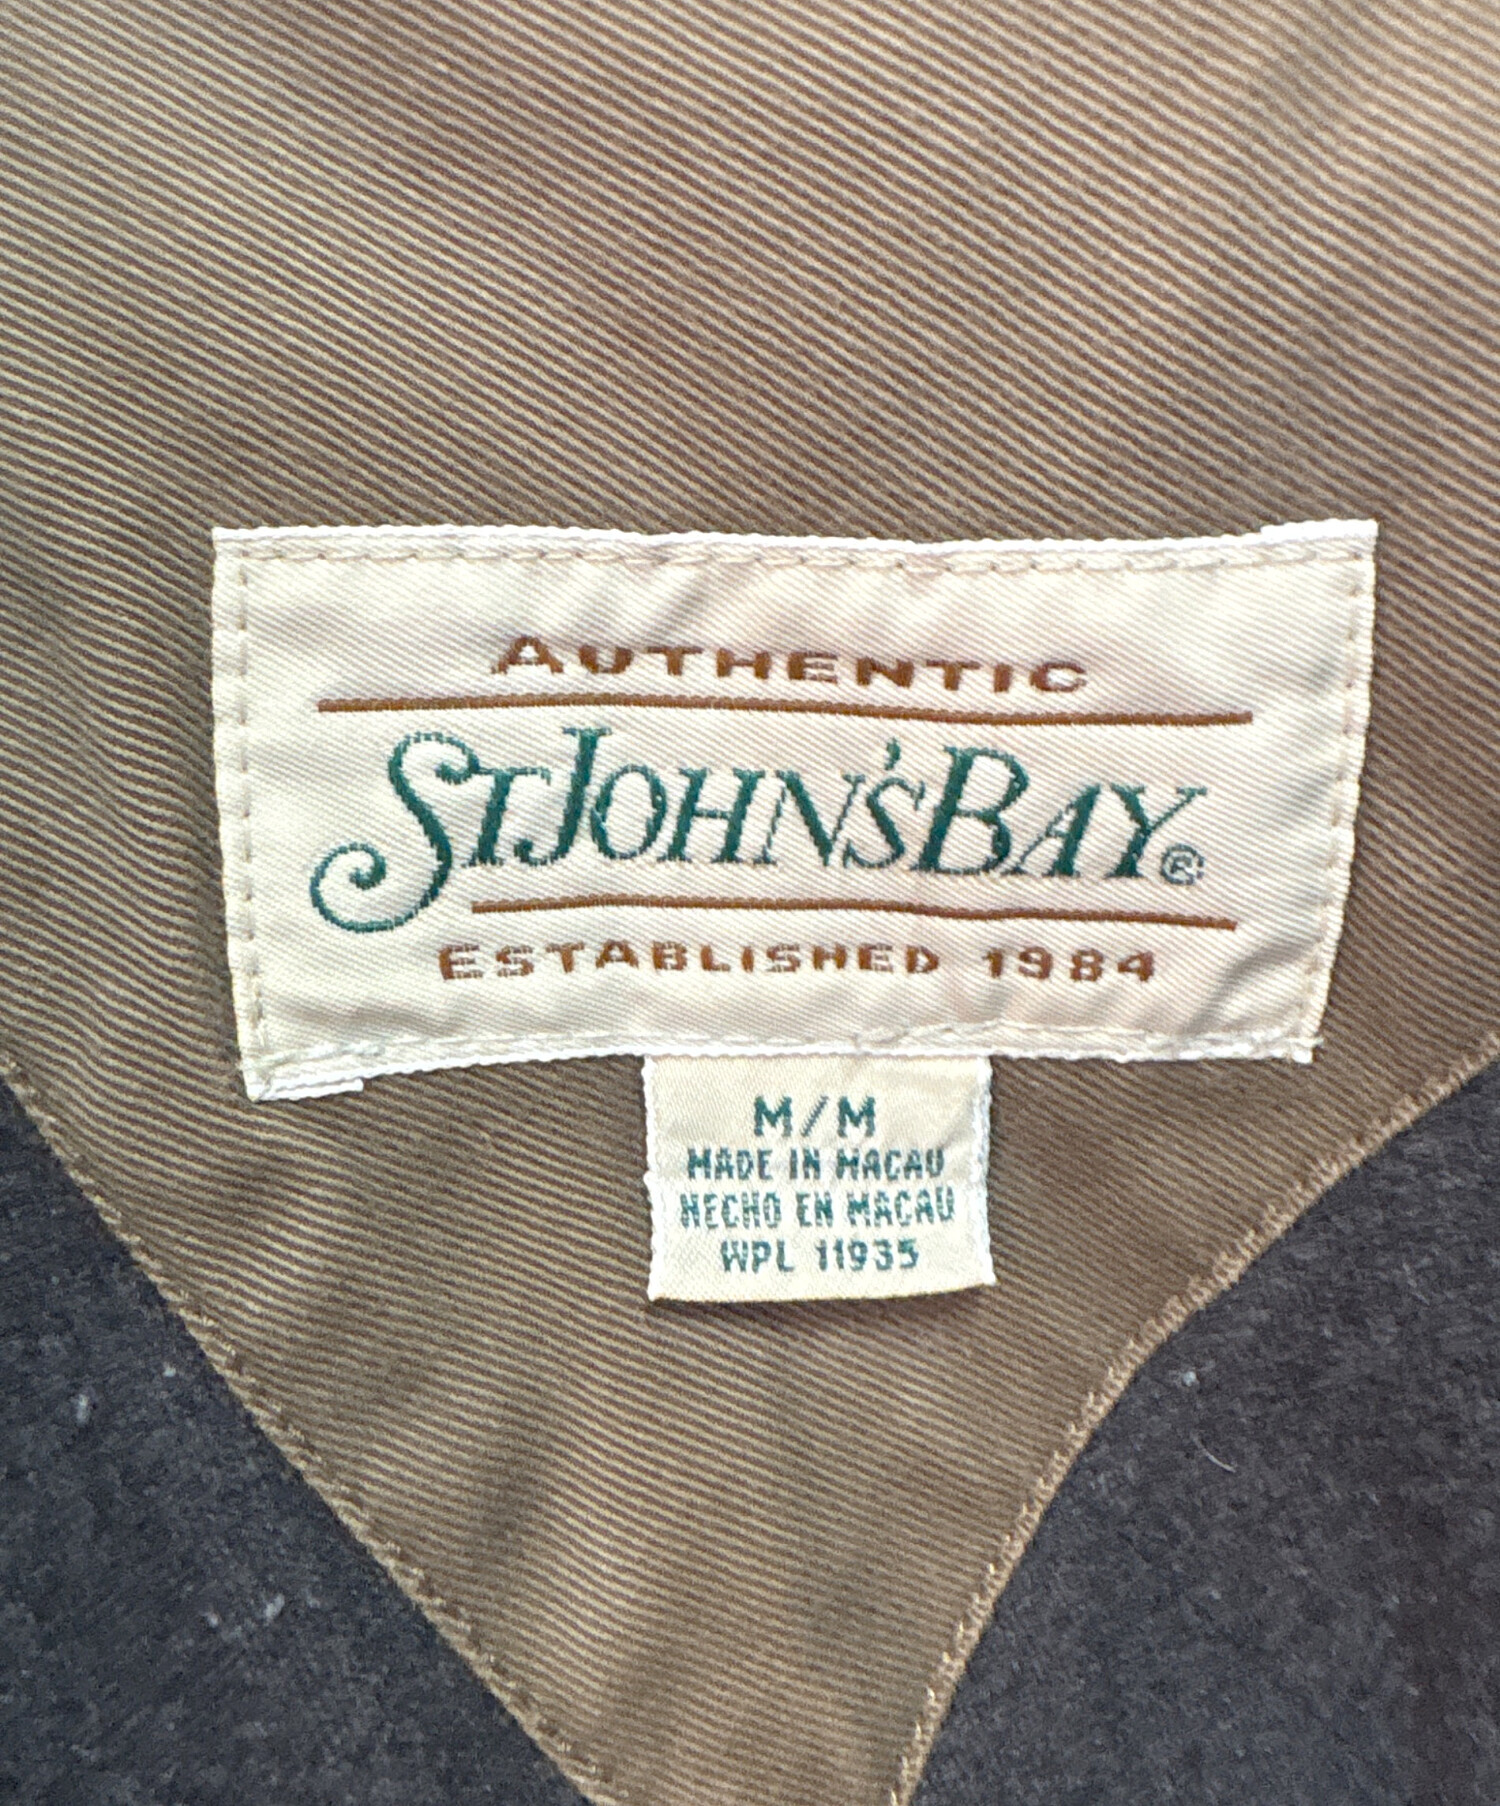 AUTHENTIC
ST JOHN'S BAY®
ESTABLISHED 1984
M/M
MADE IN MACAU
HECHO EN MACAU
WPL 11935